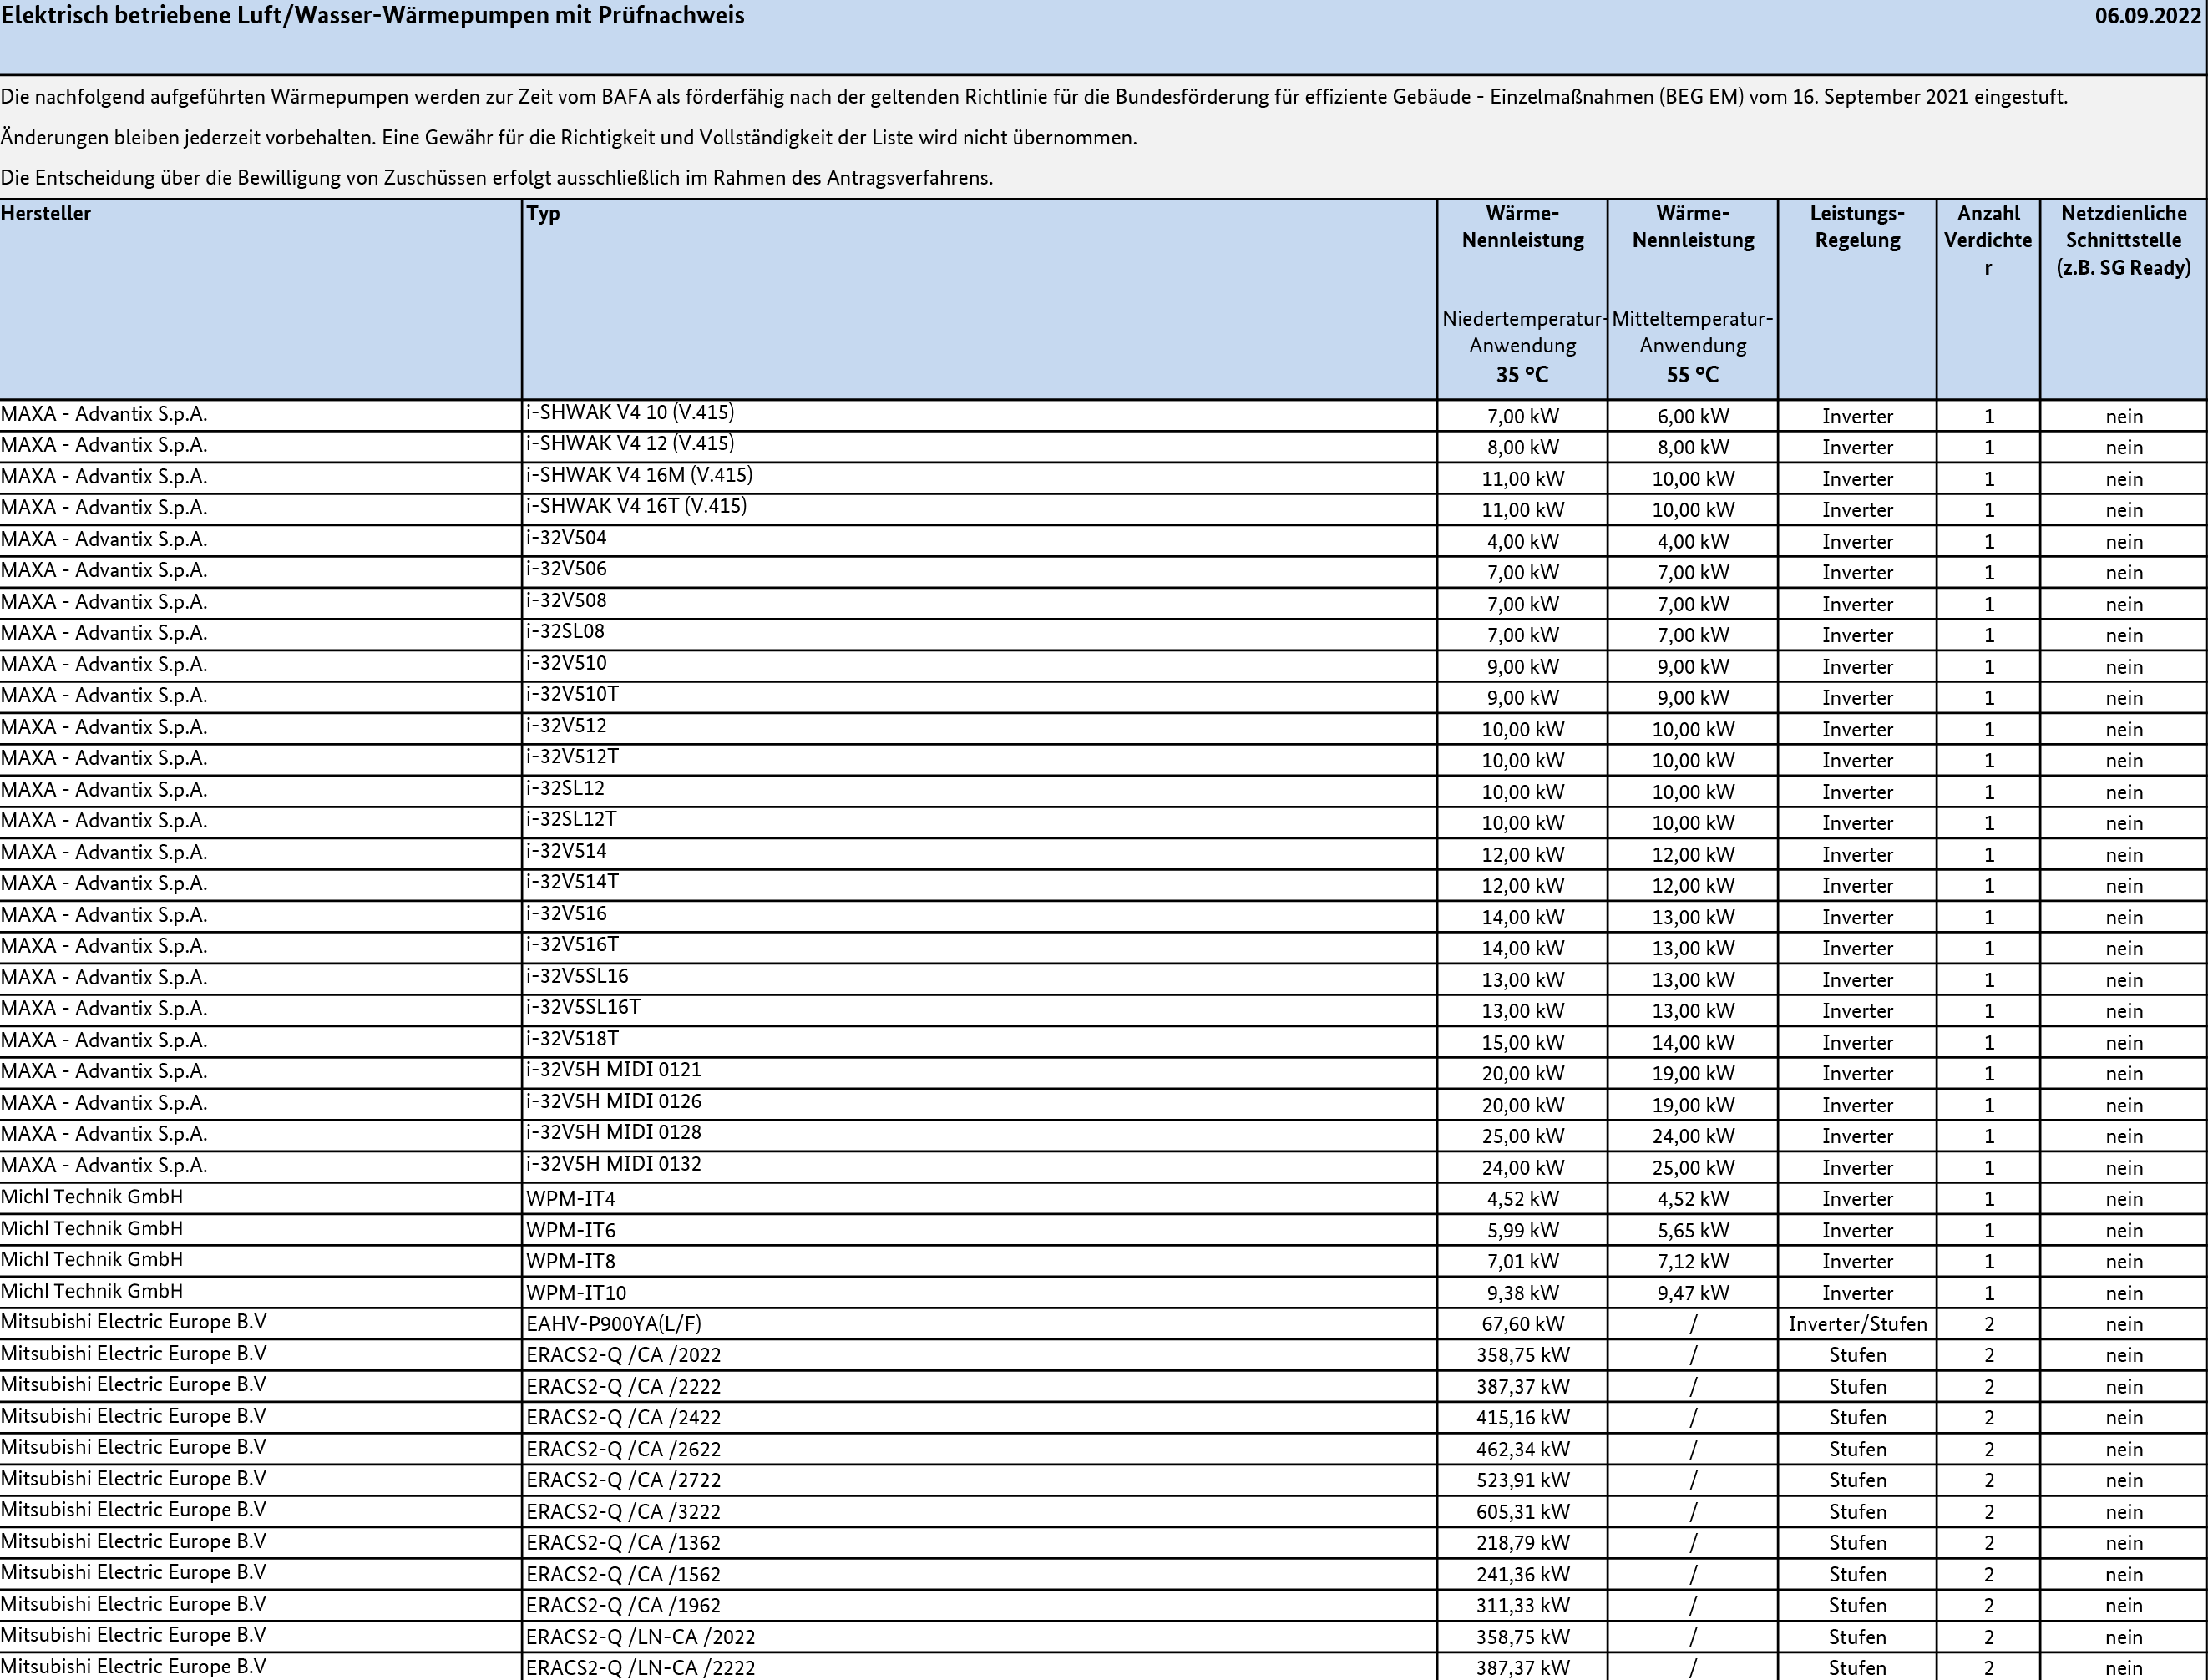 Elektrisch betriebene Luft/Wasser-Wärmepumpen mit Prüfnachweis 06.09.2022
Die nachfolgend aufgeführten Wärmepumpen werden zur Zeit vom BAFA als förderfähig nach der geltenden Richtlinie für die Bundesförderung für effiziente Gebäude - Einzelmaßnahmen (BEG EM) vom 16. September 2021 eingestuft.
Änderungen bleiben jederzeit vorbehalten. Eine Gewähr für die Richtigkeit und Vollständigkeit der Liste wird nicht übernommen.
Die Entscheidung über die Bewilligung von Zuschüssen erfolgt ausschließlich im Rahmen des Antragsverfahrens.
Hersteller Typ Wärme- Wärme- Leistungs- Anzahl Netzdienliche
Nennleistung Nennleistung Regelung Verdichte Schnittstelle
r (z.B. SG Ready)
Niedertemperatur- Mitteltemperatur-
Anwendung Anwendung
35 °C 55 °C
MAXA - Advantix S.p.A. i-SHWAK V4 10 (V.415) 7,00 kW 6,00 kW Inverter 1 nein
MAXA - Advantix S.p.A. i-SHWAK V4 12 (V.415) 8,00 kW 8,00 kW Inverter 1 nein
MAXA - Advantix S.p.A. i-SHWAK V4 16M (V.415) 11,00 kW 10,00 kW Inverter 1 nein
MAXA - Advantix S.p.A. i-SHWAK V4 16T (V.415) 11,00 kW 10,00 kW Inverter 1 nein
MAXA - Advantix S.p.A. i-32V504 4,00 kW 4,00 kW Inverter 1 nein
MAXA - Advantix S.p.A. i-32V506 7,00 kW 7,00 kW Inverter 1 nein
MAXA - Advantix S.p.A. i-32V508 7,00 kW 7,00 kW Inverter 1 nein
MAXA - Advantix S.p.A. i-32SL08 7,00 kW 7,00 kW Inverter 1 nein
MAXA - Advantix S.p.A. i-32V510 9,00 kW 9,00 kW Inverter 1 nein
MAXA - Advantix S.p.A. i-32V510T 9,00 kW 9,00 kW Inverter 1 nein
MAXA - Advantix S.p.A. i-32V512 10,00 kW 10,00 kW Inverter 1 nein
MAXA - Advantix S.p.A. i-32V512T 10,00 kW 10,00 kW Inverter 1 nein
MAXA - Advantix S.p.A. i-32SL12 10,00 kW 10,00 kW Inverter 1 nein
MAXA - Advantix S.p.A. i-32SL12T 10,00 kW 10,00 kW Inverter 1 nein
MAXA - Advantix S.p.A. i-32V514 12,00 kW 12,00 kW Inverter 1 nein
MAXA - Advantix S.p.A. i-32V514T 12,00 kW 12,00 kW Inverter 1 nein
MAXA - Advantix S.p.A. i-32V516 14,00 kW 13,00 kW Inverter 1 nein
MAXA - Advantix S.p.A. i-32V516T 14,00 kW 13,00 kW Inverter 1 nein
MAXA - Advantix S.p.A. i-32V5SL16 13,00 kW 13,00 kW Inverter 1 nein
MAXA - Advantix S.p.A. i-32V5SL16T 13,00 kW 13,00 kW Inverter 1 nein
MAXA - Advantix S.p.A. i-32V518T 15,00 kW 14,00 kW Inverter 1 nein
MAXA - Advantix S.p.A. i-32V5H MIDI 0121 20,00 kW 19,00 kW Inverter 1 nein
MAXA - Advantix S.p.A. i-32V5H MIDI 0126 20,00 kW 19,00 kW Inverter 1 nein
MAXA - Advantix S.p.A. i-32V5H MIDI 0128 25,00 kW 24,00 kW Inverter 1 nein
MAXA - Advantix S.p.A. i-32V5H MIDI 0132 24,00 kW 25,00 kW Inverter 1 nein
Michl Technik GmbH WPM-IT4 4,52 kW 4,52 kW Inverter 1 nein
Michl Technik GmbH WPM-IT6 5,99 kW 5,65 kW Inverter 1 nein
Michl Technik GmbH WPM-IT8 7,01 kW 7,12 kW Inverter 1 nein
Michl Technik GmbH WPM-IT10 9,38 kW 9,47 kW Inverter 1 nein
Mitsubishi Electric Europe B.V EAHV-P900YA(L/F) 67,60 kW / Inverter/Stufen 2 nein
Mitsubishi Electric Europe B.V ERACS2-Q /CA /2022 358,75 kW / Stufen 2 nein
Mitsubishi Electric Europe B.V ERACS2-Q /CA /2222 387,37 kW / Stufen 2 nein
Mitsubishi Electric Europe B.V ERACS2-Q /CA /2422 415,16 kW / Stufen 2 nein
Mitsubishi Electric Europe B.V ERACS2-Q /CA /2622 462,34 kW / Stufen 2 nein
Mitsubishi Electric Europe B.V ERACS2-Q /CA /2722 523,91 kW / Stufen 2 nein
Mitsubishi Electric Europe B.V ERACS2-Q /CA /3222 605,31 kW / Stufen 2 nein
Mitsubishi Electric Europe B.V ERACS2-Q /CA /1362 218,79 kW / Stufen 2 nein
Mitsubishi Electric Europe B.V ERACS2-Q /CA /1562 241,36 kW / Stufen 2 nein
Mitsubishi Electric Europe B.V ERACS2-Q /CA /1962 311,33 kW / Stufen 2 nein
Mitsubishi Electric Europe B.V ERACS2-Q /LN-CA /2022 358,75 kW / Stufen 2 nein
Mitsubishi Electric Europe B.V ERACS2-Q /LN-CA /2222 387,37 kW / Stufen 2 nein